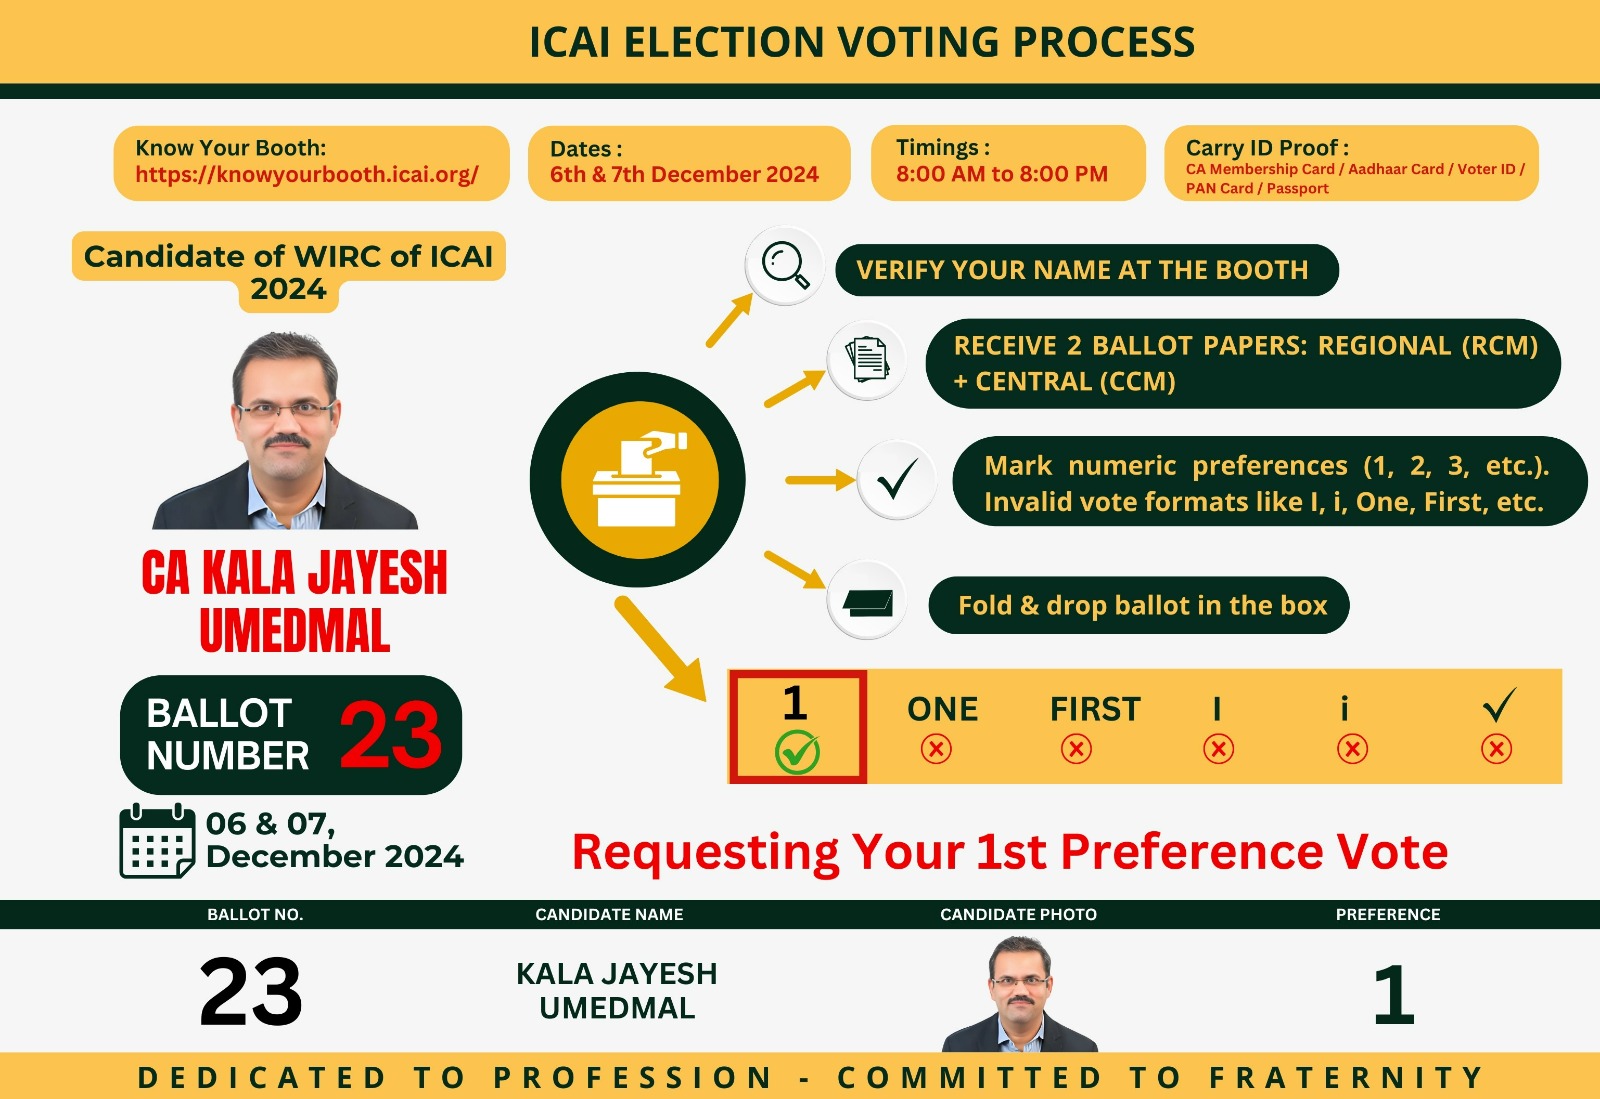 ICAI ELECTION VOTING PROCESS
Know Your Booth:
https://knowyourbooth.icai.org/
Dates :
6th & 7th December 2024
Timings :
8:00 AM to 8:00 PM
Carry ID Proof :
CA Membership Card / Aadhaar Card / Voter ID /
PAN Card / Passport
Candidate of WIRC of ICAI
2024
CA KALA JAYESH
UMEDMAL
BALLOT
NUMBER 23
06 & 07,
December 2024
VERIFY YOUR NAME AT THE BOOTH
RECEIVE 2 BALLOT PAPERS: REGIONAL (RCM)
+ CENTRAL (CCM)
Mark numeric preferences (1, 2, 3, etc.).
Invalid vote formats like I, i, One, First, etc.
Fold & drop ballot in the box
1 ONE FIRST I i
Requesting Your 1st Preference Vote
BALLOT NO. CANDIDATE NAME CANDIDATE PHOTO PREFERENCE
23 KALA JAYESH
UMEDMAL 1
DEDICATED TO PROFESSION - COMMITTED TO FRATERNITY